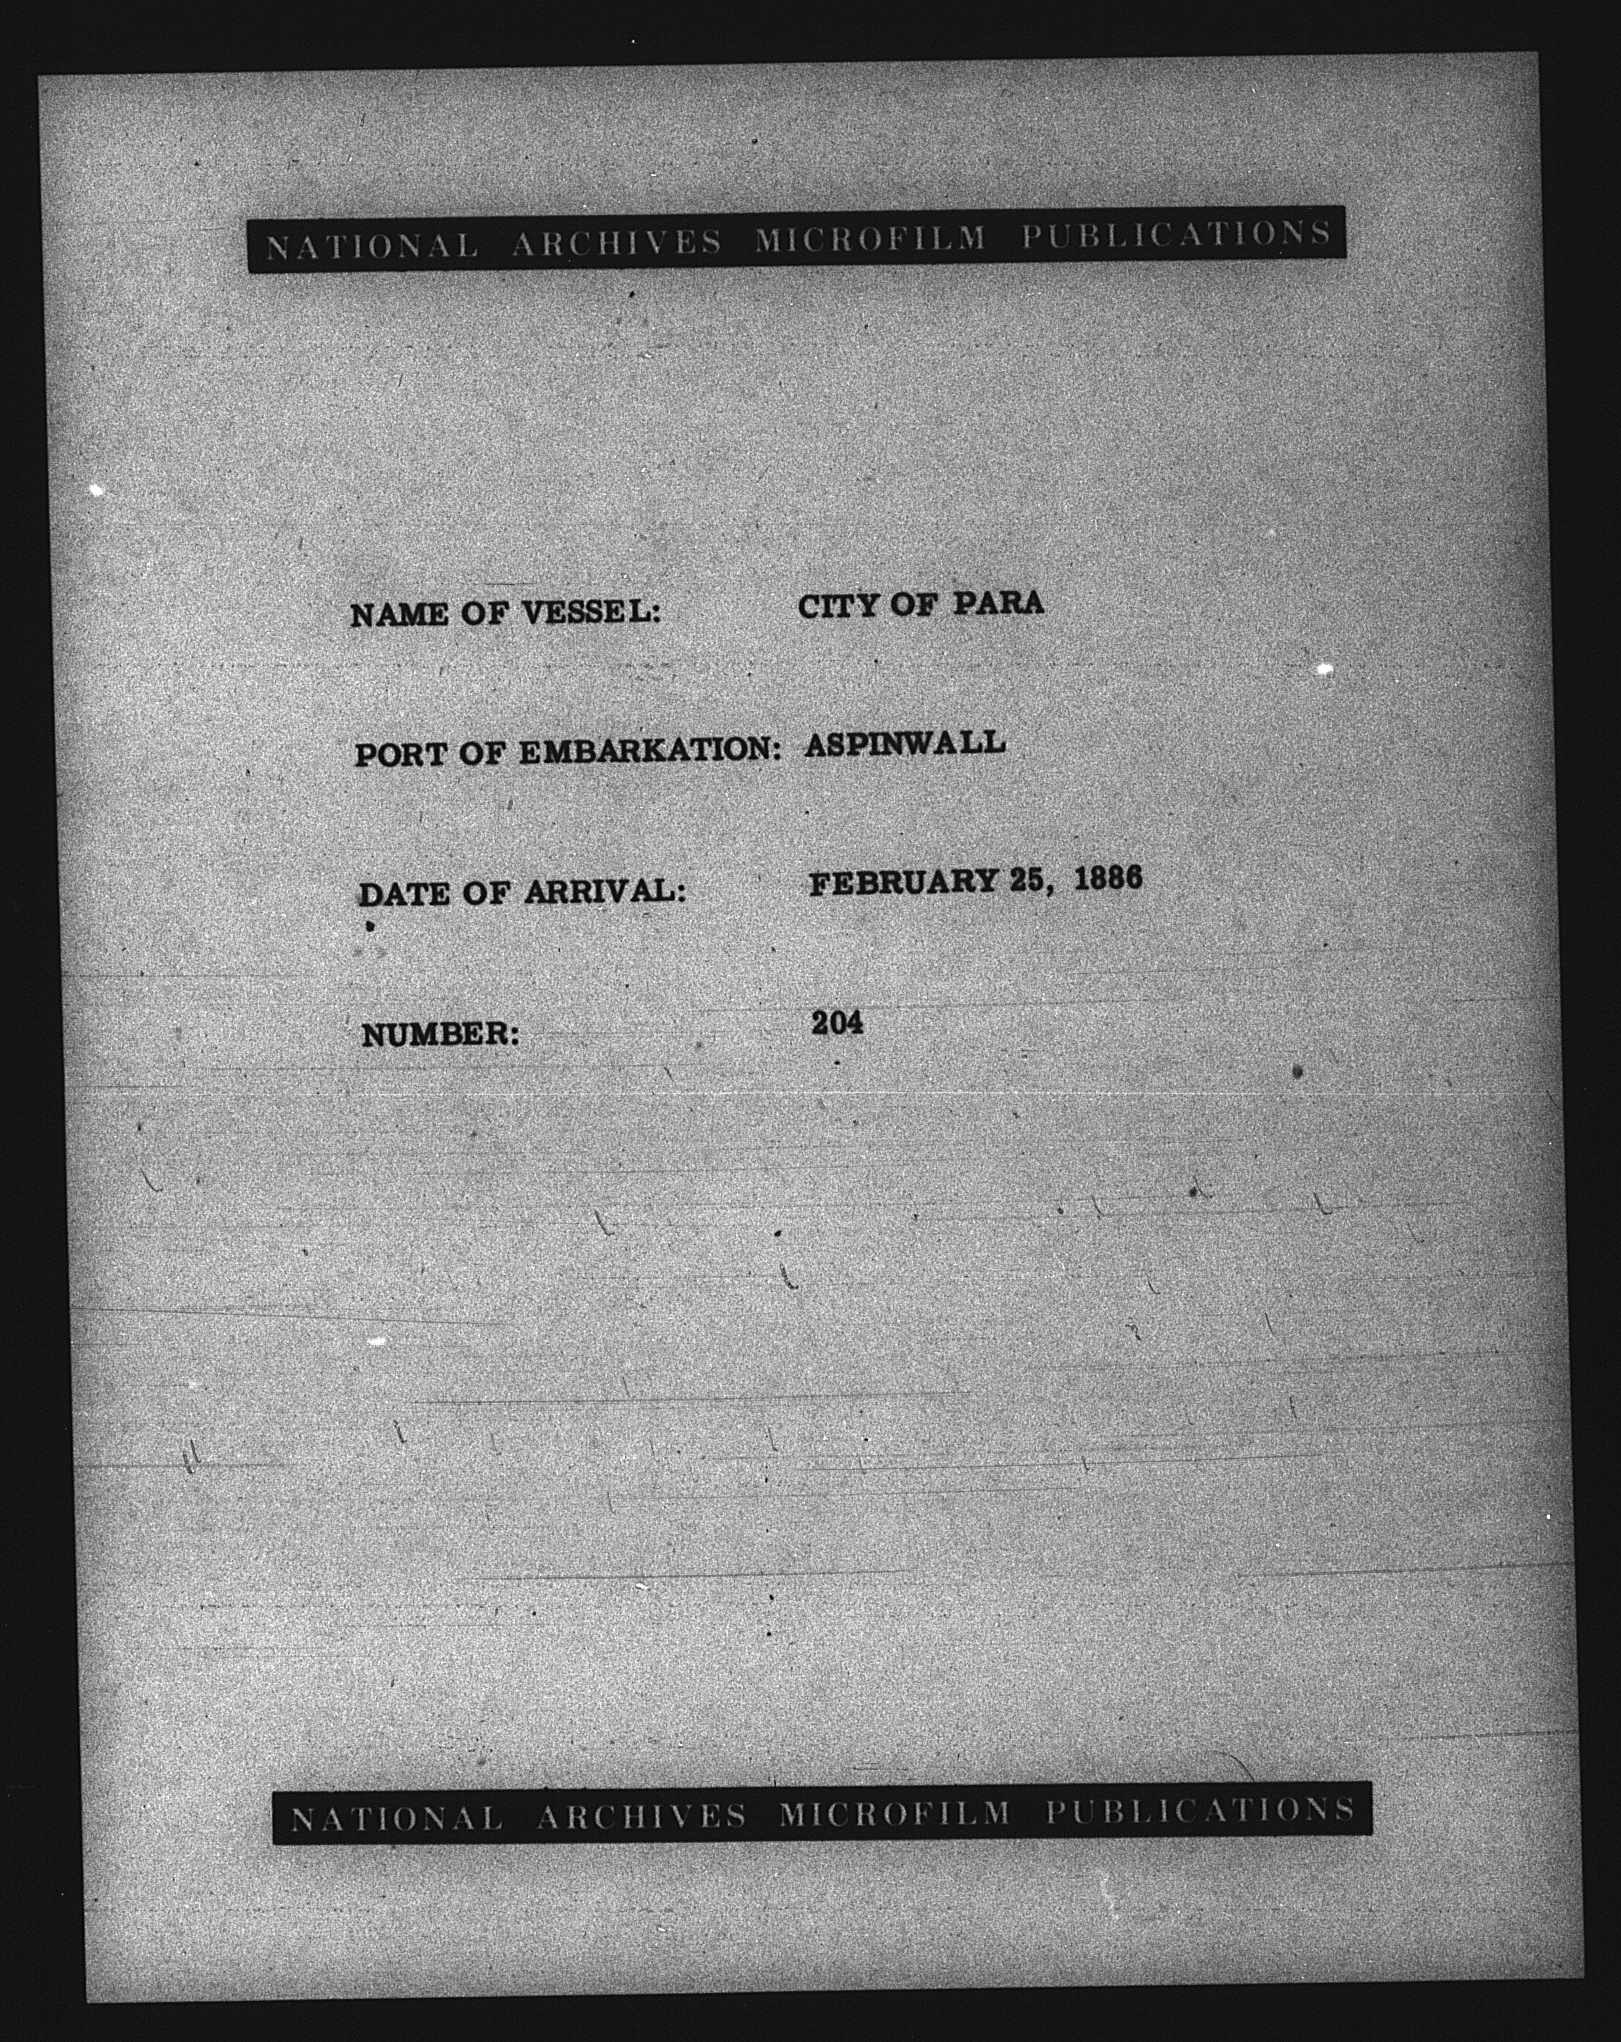 NATIONAL ARCHIVES MICROFILM PUBLICATIONS
NAME OF VESSEL: CITY OF PARA
PORT OF EMBARKATION: ASPINWALL
DATE OF ARRIVAL: FEBRUARY 25, 1886
NUMBER: 204
NATIONAL ARCHIVES MICROFILM PUBLICATIONS